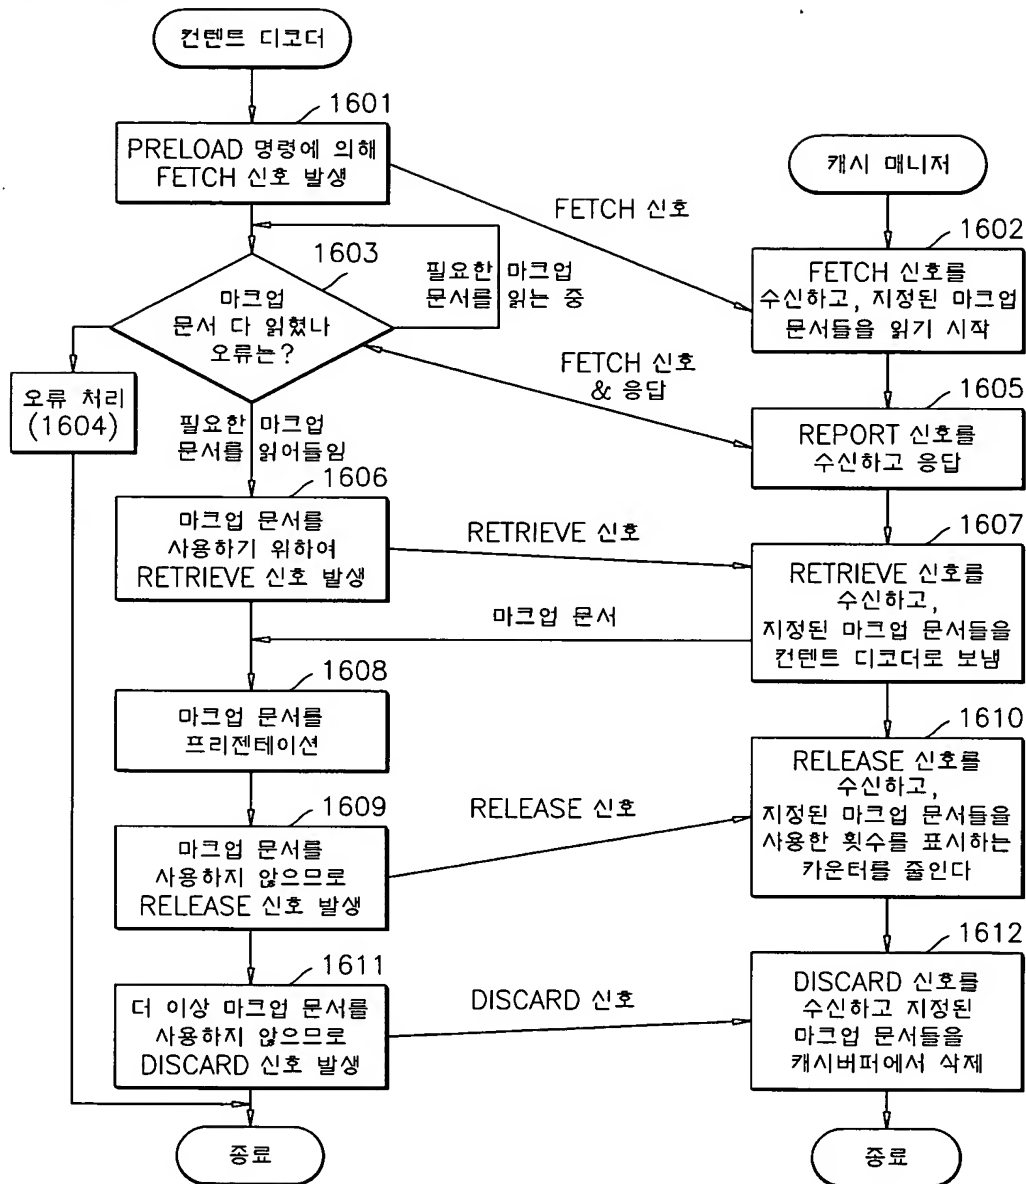 컨텐트 디코더
1601
PRELOAD 명령에 의해
FETCH 신호 발생
캐시 매니저
FETCH 신호
1602
FETCH 신호를
수신하고, 지정된 마크업
문서들을 읽기 시작
1603
마크업
문서 다 읽혔나
오류는?
필요한 마크업
문서를 읽는 중
오류 처리
(1604)
FETCH 신호
& 응답
1605
REPORT 신호를
수신하고 응답
필요한 마크업
문서를 읽어들임
1606
마크업 문서를
사용하기 위하여
RETRIEVE 신호 발생
RETRIEVE 신호
1607
RETRIEVE 신호를
수신하고,
지정된 마크업 문서들을
컨텐트 디코더로 보냄
마크업 문서
1608
마크업 문서를
프리젠테이션
1610
RELEASE 신호를
수신하고,
지정된 마크업 문서들을
사용한 횟수를 표시하는
카운터를 줄인다
1609
마크업 문서를
사용하지 않으므로
RELEASE 신호 발생
RELEASE 신호
1611
더 이상 마크업 문서를
사용하지 않으므로
DISCARD 신호 발생
DISCARD 신호
1612
DISCARD 신호를
수신하고 지정된
마크업 문서들을
캐시버퍼에서 삭제
종료
종료